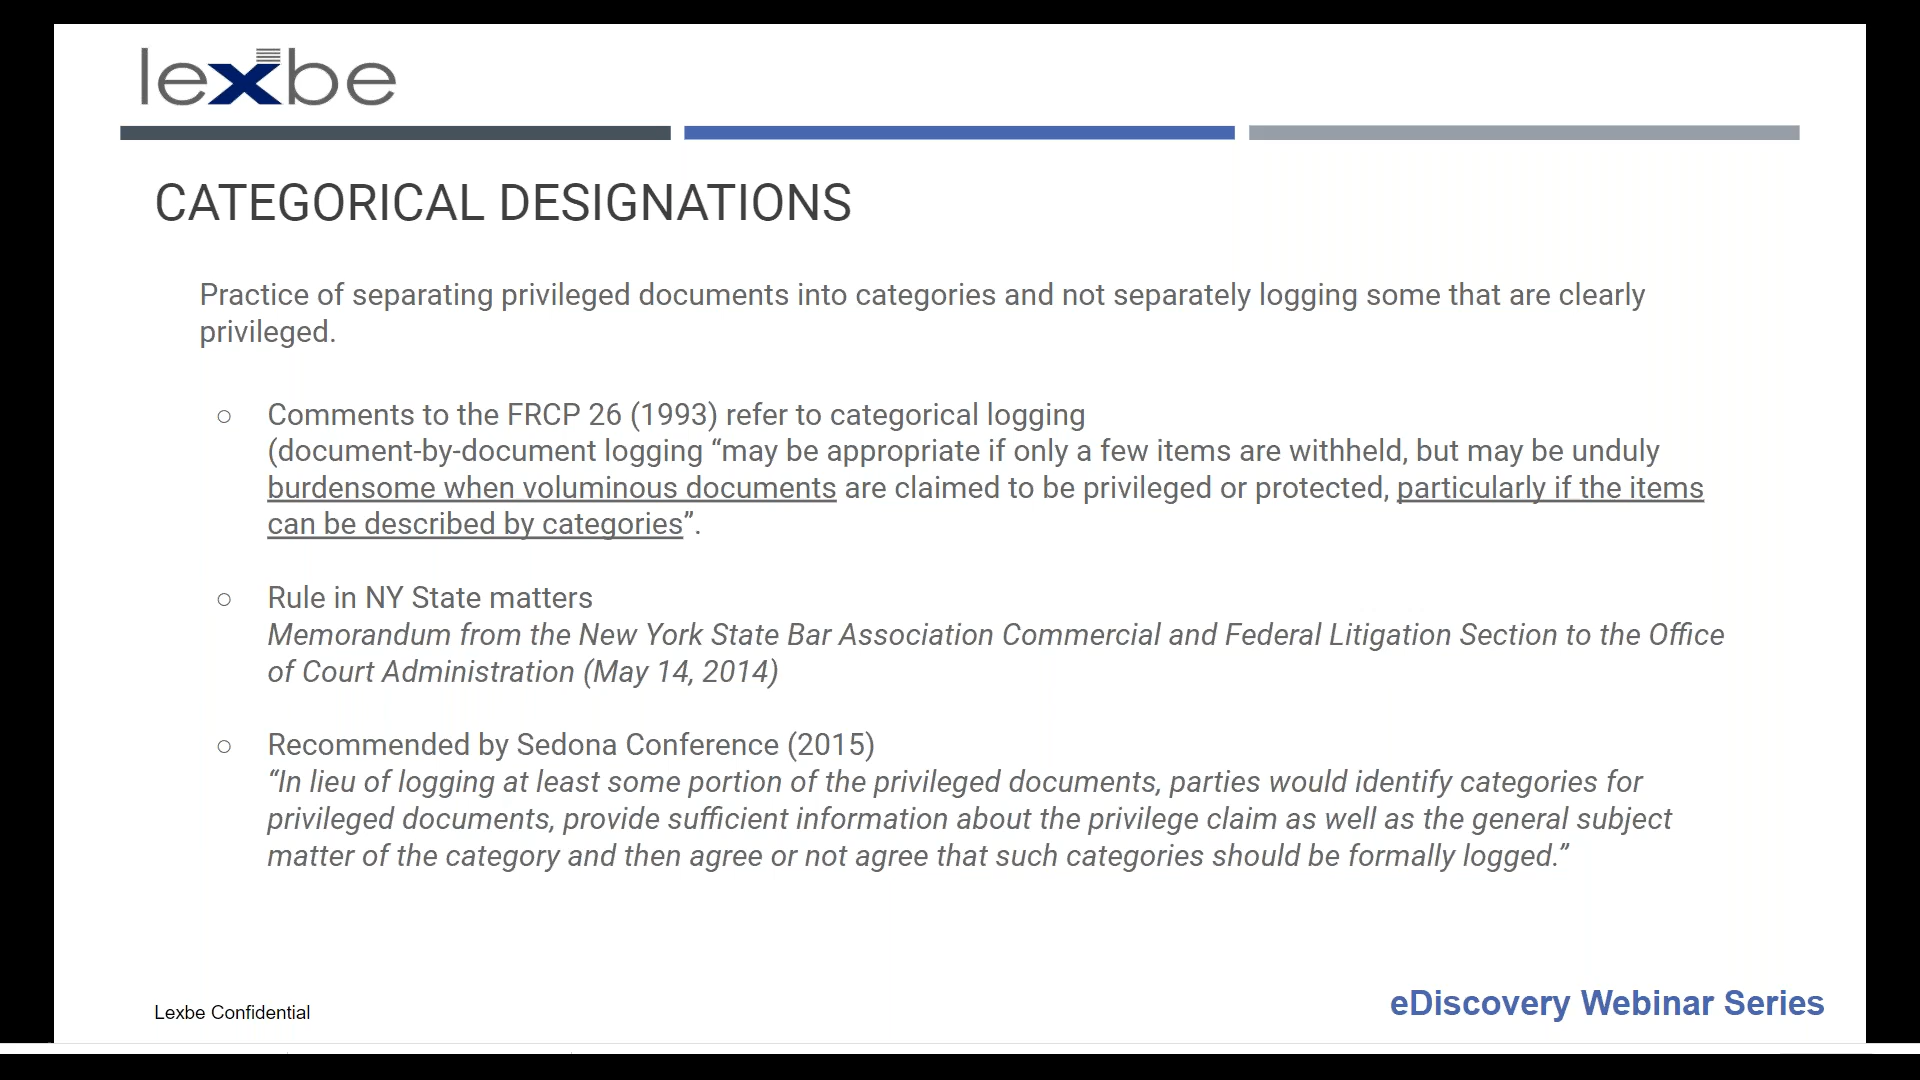 lexbe
CATEGORICAL DESIGNATIONS
Practice of separating privileged documents into categories and not separately logging some that are clearly
privileged.
○ Comments to the FRCP 26 (1993) refer to categorical logging
(document-by-document logging “may be appropriate if only a few items are withheld, but may be unduly
burdensome when voluminous documents are claimed to be privileged or protected, particularly if the items
can be described by categories”.
○ Rule in NY State matters
Memorandum from the New York State Bar Association Commercial and Federal Litigation Section to the Office
of Court Administration (May 14, 2014)
○ Recommended by Sedona Conference (2015)
“In lieu of logging at least some portion of the privileged documents, parties would identify categories for
privileged documents, provide sufficient information about the privilege claim as well as the general subject
matter of the category and then agree or not agree that such categories should be formally logged.”
Lexbe Confidential
eDiscovery Webinar Series